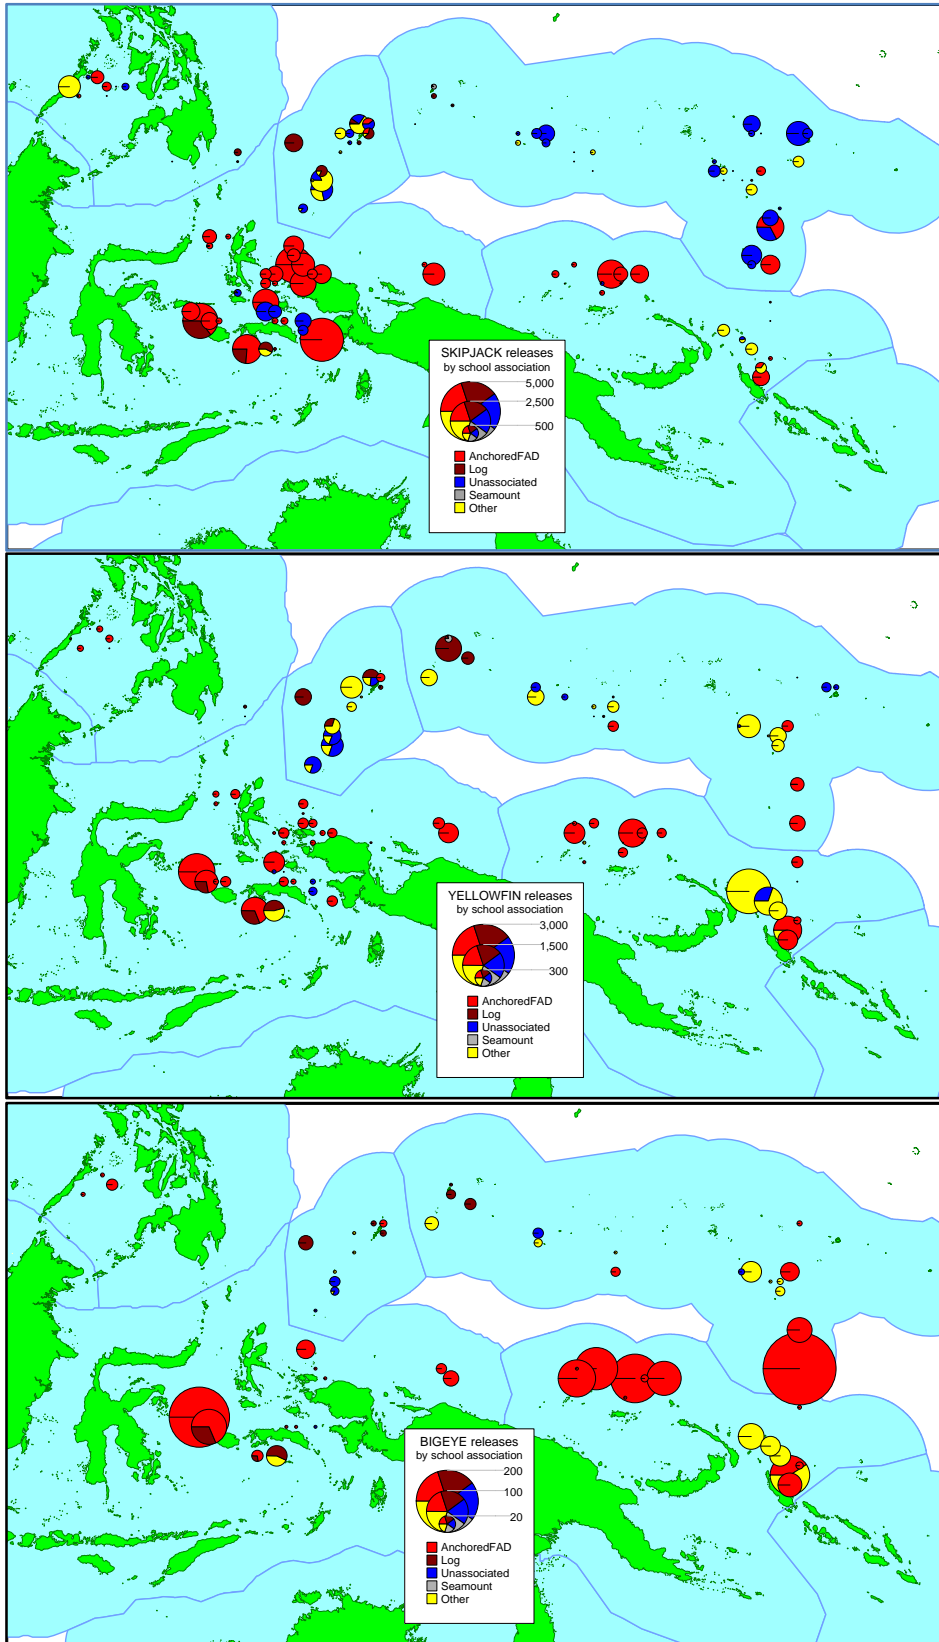 SKIPJACK releases
by school association
5,000
2,500
500
AnchoredFAD
Log
Unassociated
Seamount
Other
YELLOWFIN releases
by school association
3,000
1,500
300
AnchoredFAD
Log
Unassociated
Seamount
Other
BIGEYE releases
by school association
200
100
20
AnchoredFAD
Log
Unassociated
Seamount
Other